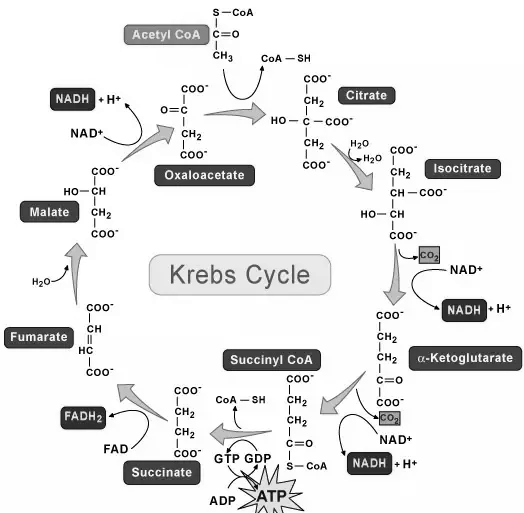 S — CoA
Acetyl CoA
C = O
CH3
CoA — SH
COO-
CH2
HO — C — COO-
CH2
COO-
Citrate
NADH + H+
NAD+
COO-
O = C
CH2
COO-
Oxaloacetate
H2O
H2O
Isocitrate
COO-
CH2
CH — COO-
HO — CH
COO-
COO-
HO — CH
CH2
COO-
Malate
CO2
NAD+
NADH + H+
Krebs Cycle
H2O
COO-
CH
HC
COO-
Fumarate
COO-
CH2
CH2
C = O
COO-
α-Ketoglutarate
CO2
NAD+
NADH + H+
Succinyl CoA
COO-
CH2
CH2
C = O
S — CoA
CoA — SH
GTP GDP
ADP
ATP
COO-
CH2
CH2
COO-
Succinate
FADH2
FAD